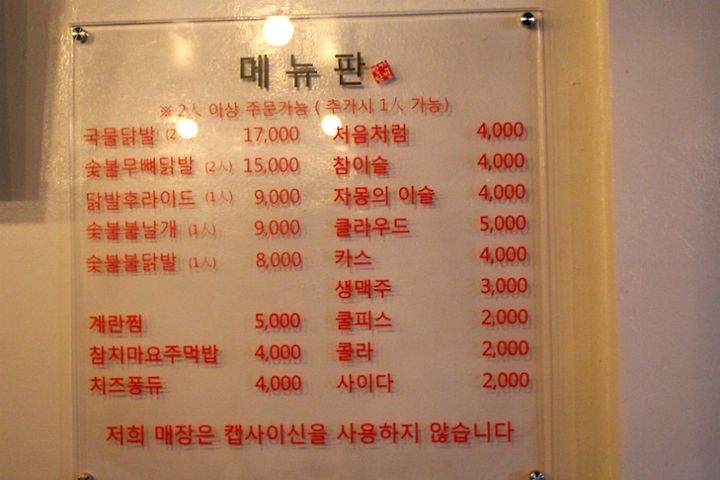 메뉴판
※ 2人 이상 주문가능 ( 추가시 1人 가능)
국물닭발 (2 17,000 처음처럼 4,000
숯불무뼈닭발 (2人) 15,000 참이슬 4,000
닭발후라이드 (1人) 9,000 자몽의 이슬 4,000
숯불불날개 (1人) 9,000 클라우드 5,000
숯불불닭발 (1人) 8,000 카스 4,000
생맥주 3,000
계란찜 5,000 쿨피스 2,000
참치마요주먹밥 4,000 콜라 2,000
치즈퐁듀 4,000 사이다 2,000
저희 매장은 캡사이신을 사용하지 않습니다